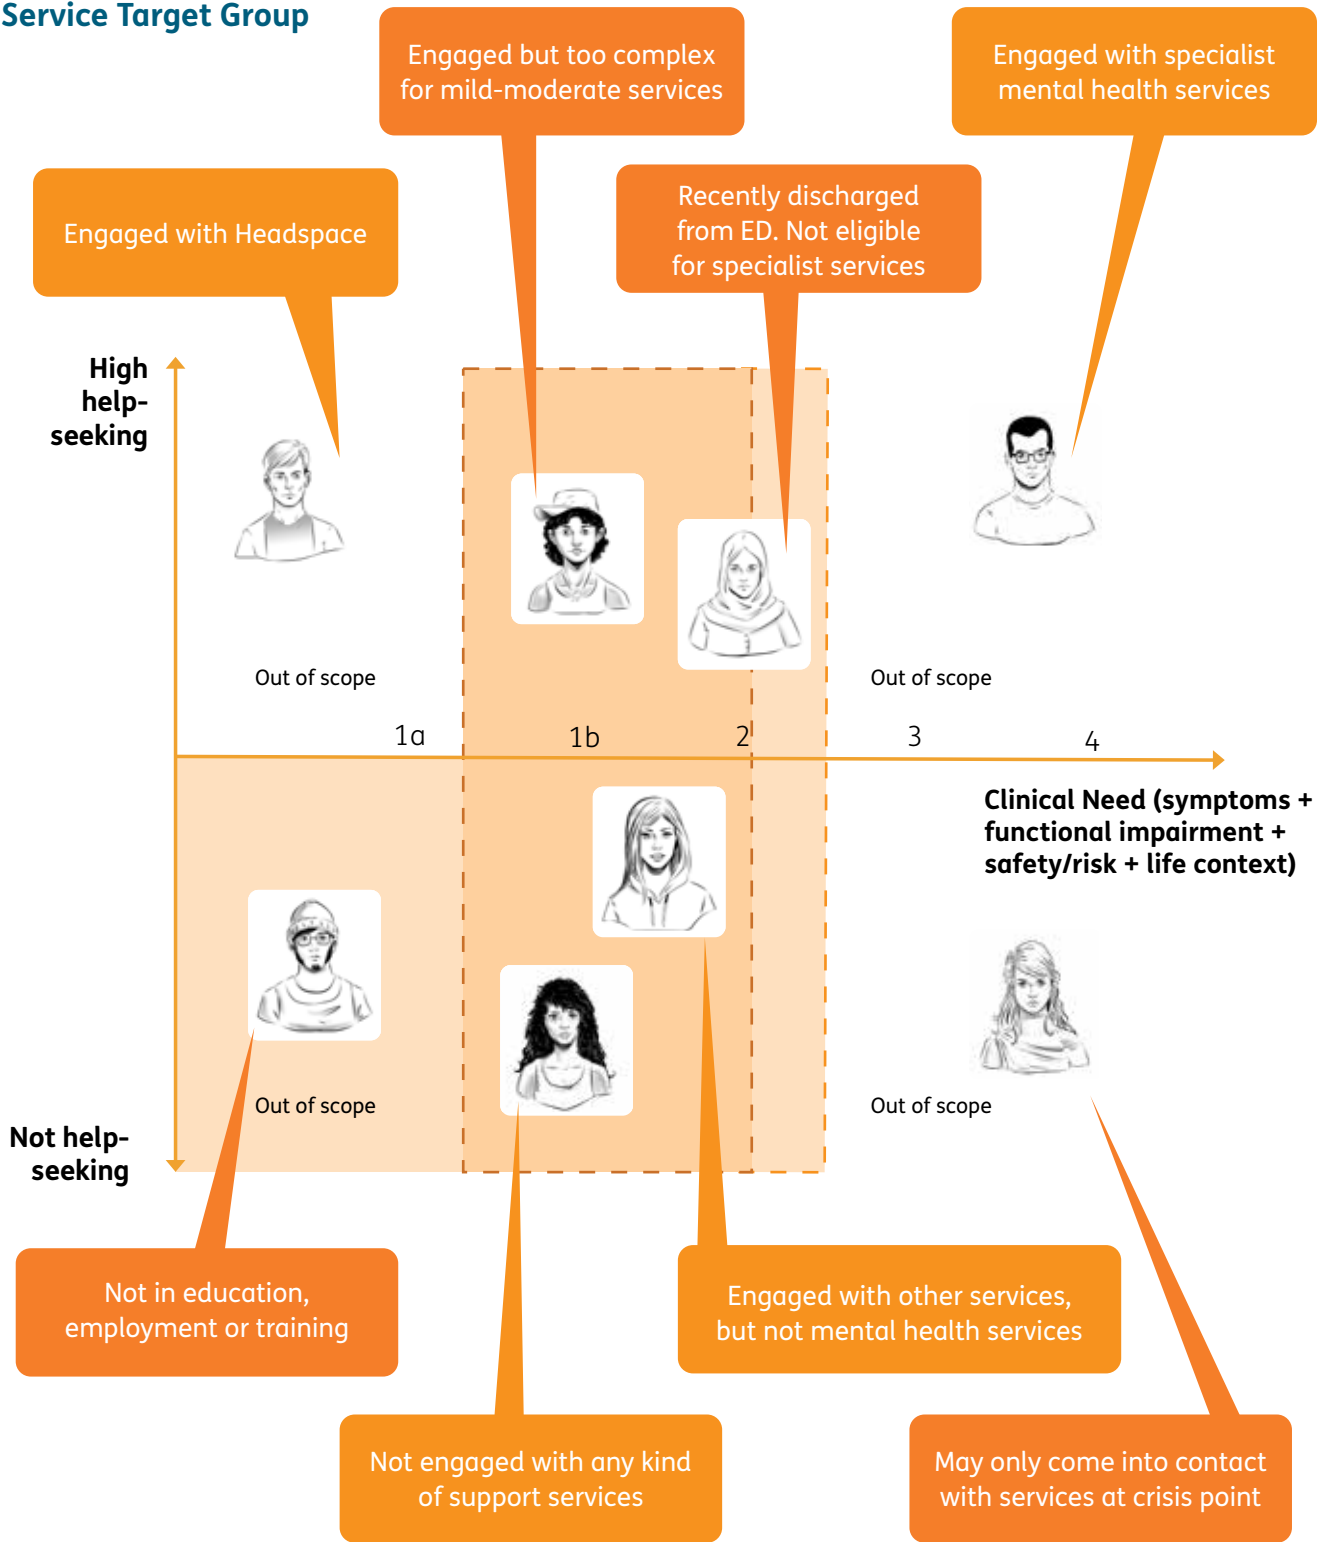 Service Target Group
Engaged but too complex
for mild-moderate services
Engaged with specialist
mental health services
Recently discharged
from ED. Not eligible
for specialist services
Engaged with Headspace
High
help-
seeking
Out of scope
Out of scope
1a
1b
2
3
4
Clinical Need (symptoms +
functional impairment +
safety/risk + life context)
Out of scope
Out of scope
Not help-
seeking
Not in education,
employment or training
Engaged with other services,
but not mental health services
Not engaged with any kind
of support services
May only come into contact
with services at crisis point